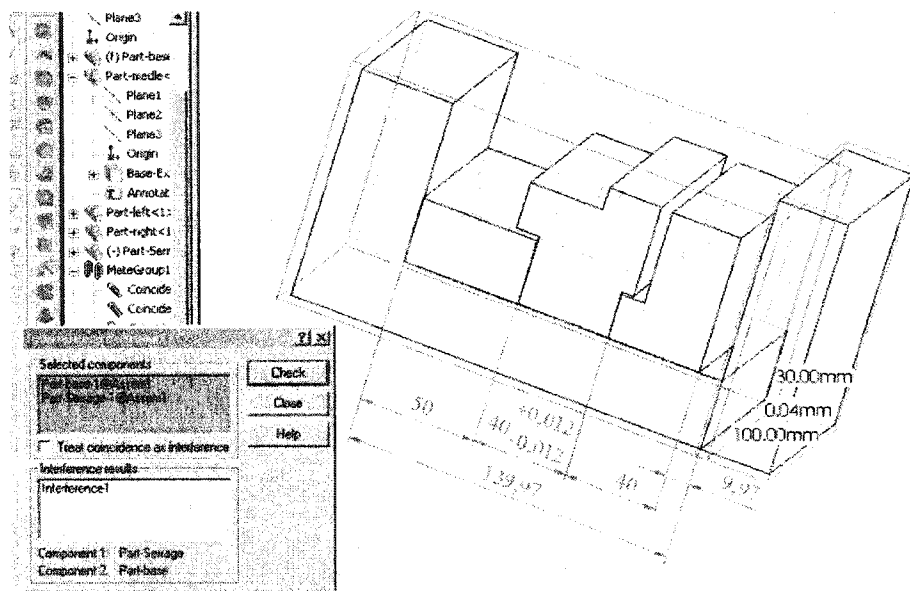 Plane3
Origin
(f) Part-base
Part-medle<
Plane1
Plane2
Plane3
Origin
Base-Ex
Annotat
Part-left<1>
Part-right<1
(-) Part-Serr
MateGroup1
Coincide
Coincide
Selected components
Check
Close
Help
Treat coincidence as interference
Interference results
Interference1
Component 1: Part-Serrage
Component 2: Part-base
30.00mm
0.04mm
100.00mm
50
+0,012
40 -0,012
40
9,97
139,97